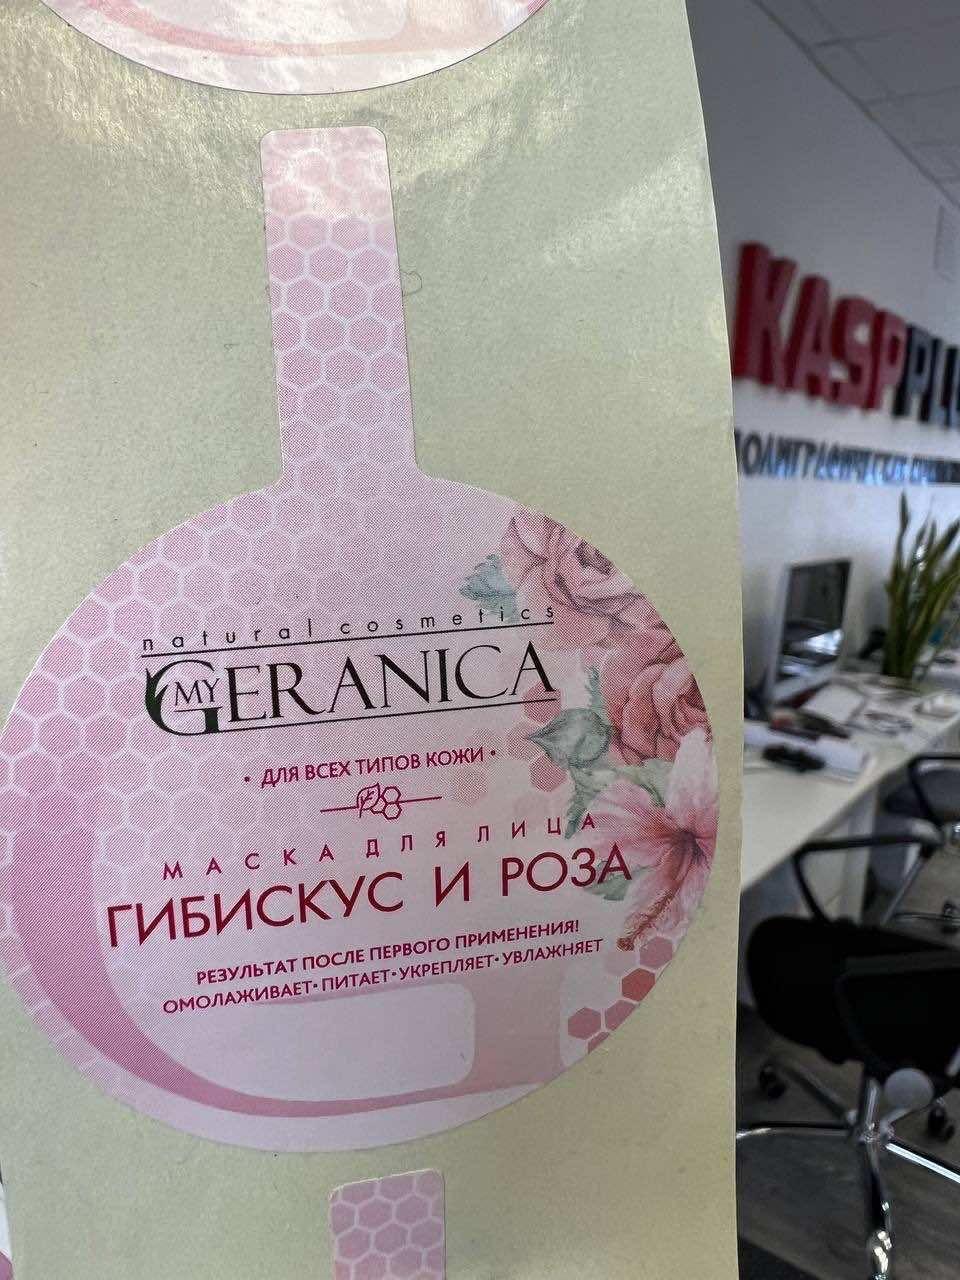 natural cosmetics
MY GERANICA
• ДЛЯ ВСЕХ ТИПОВ КОЖИ •
МАСКА ДЛЯ ЛИЦА
ГИБИСКУС И РОЗА
РЕЗУЛЬТАТ ПОСЛЕ ПЕРВОГО ПРИМЕНЕНИЯ!
ОМОЛАЖИВАЕТ•ПИТАЕТ•УКРЕПЛЯЕТ•УВЛАЖНЯЕТ
KASPPLU